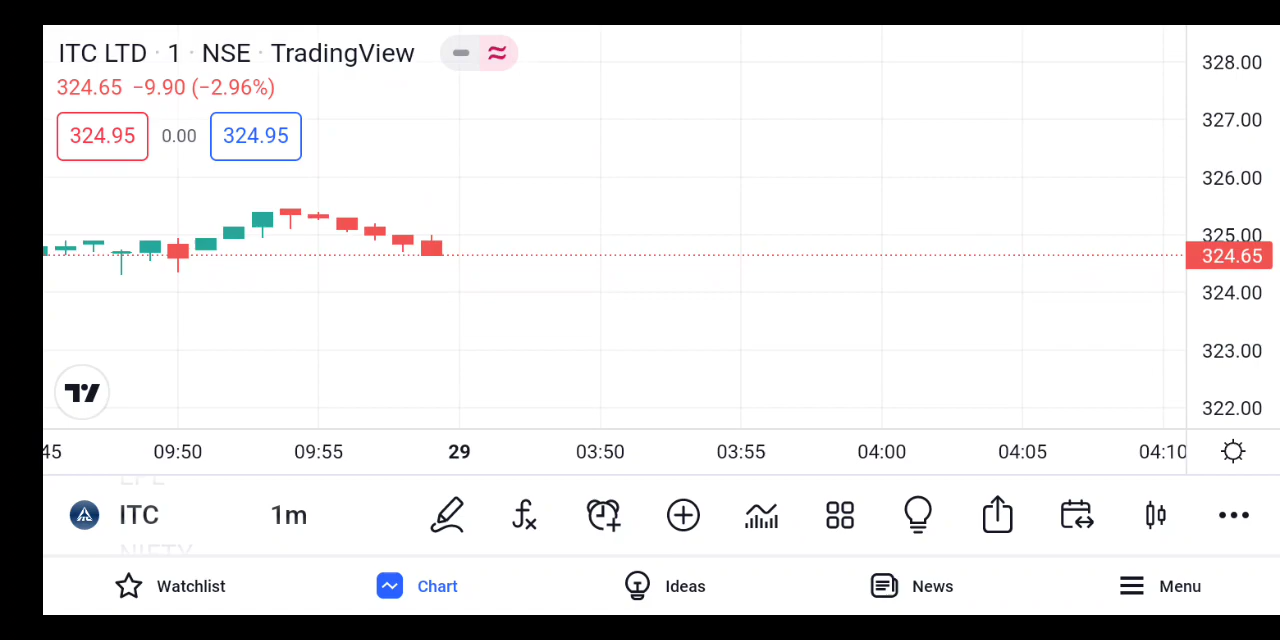 ITC LTD · 1 · NSE · TradingView
324.65 −9.90 (−2.96%)
324.95 0.00 324.95
328.00
327.00
326.00
325.00
324.65
324.00
323.00
322.00
45 09:50 09:55 29 03:50 03:55 04:00 04:05 04:10
ITC 1m
NIFTY
Watchlist Chart Ideas News Menu